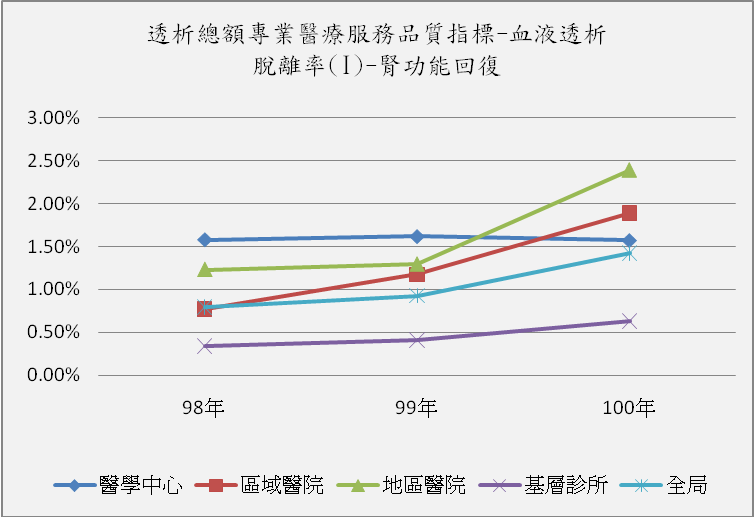 透析總額專業醫療服務品質指標-血液透析
脫離率(I)-腎功能回復
3.00%
2.50%
2.00%
1.50%
1.00%
0.50%
0.00%
98年 99年 100年
醫學中心 區域醫院 地區醫院 基層診所 全局